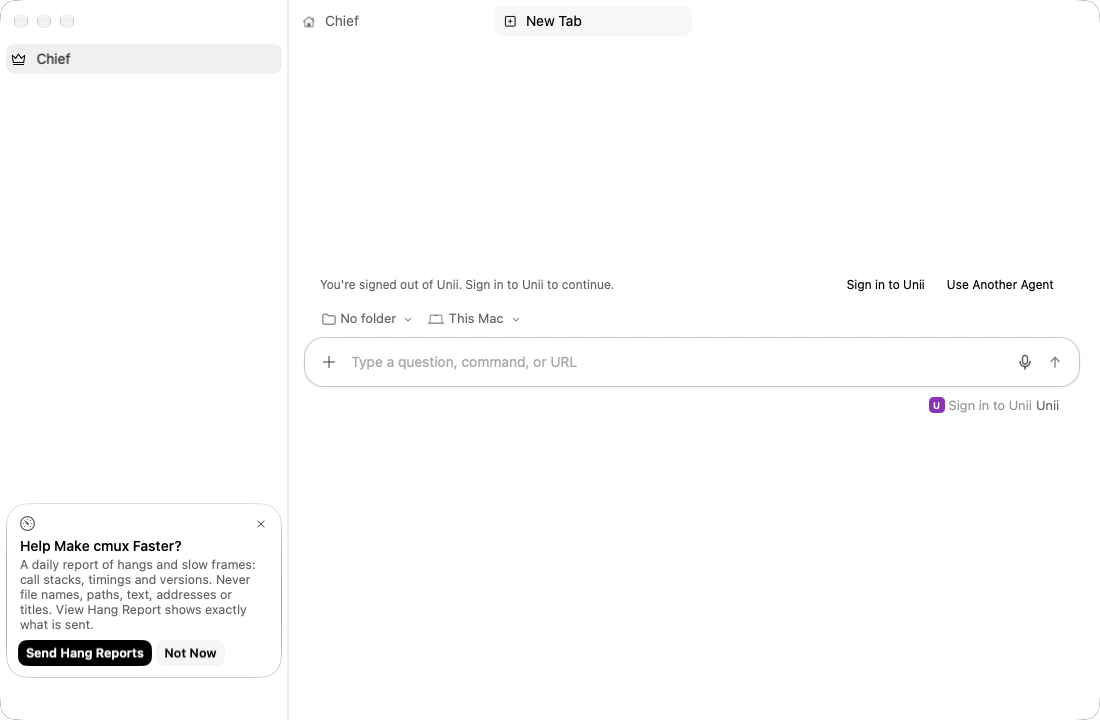 Chief
New Tab
Chief
You're signed out of Unii. Sign in to Unii to continue.
Sign in to Unii
Use Another Agent
No folder
This Mac
Type a question, command, or URL
U
Sign in to Unii Unii
Help Make cmux Faster?
A daily report of hangs and slow frames:
call stacks, timings and versions. Never
file names, paths, text, addresses or
titles. View Hang Report shows exactly
what is sent.
Send Hang Reports
Not Now